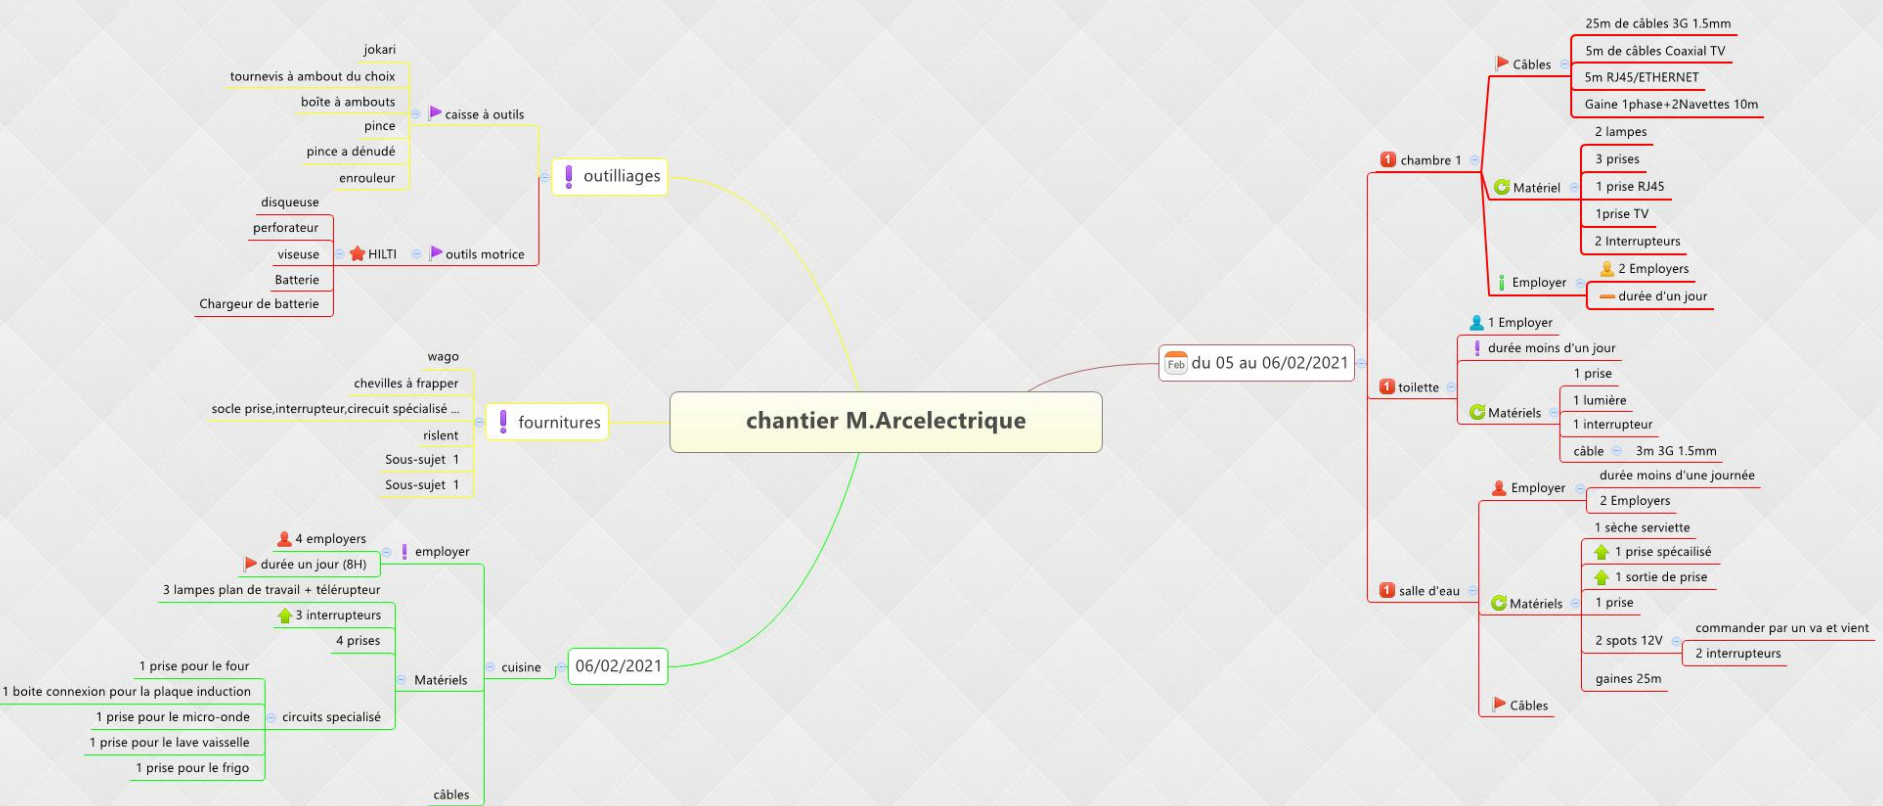 chantier M.Arcelectrique
outilliages
caisse à outils
jokari
tournevis à ambout du choix
boîte à ambouts
pince
pince a dénudé
enrouleur
outils motrice
HILTI
disqueuse
perforateur
viseuse
Batterie
Chargeur de batterie
fournitures
wago
chevilles à frapper
socle prise,interrupteur,cirecuit spécialisé ...
rislent
Sous-sujet 1
Sous-sujet 1
06/02/2021
cuisine
employer
4 employers
durée un jour (8H)
Matériels
3 lampes plan de travail + télérupteur
3 interrupteurs
4 prises
circuits specialisé
1 prise pour le four
1 boite connexion pour la plaque induction
1 prise pour le micro-onde
1 prise pour le lave vaisselle
1 prise pour le frigo
câbles
Feb
du 05 au 06/02/2021
1
chambre 1
Câbles
25m de câbles 3G 1.5mm
5m de câbles Coaxial TV
5m RJ45/ETHERNET
Gaine 1phase+2Navettes 10m
Matériel
2 lampes
3 prises
1 prise RJ45
1prise TV
2 Interrupteurs
Employer
2 Employers
durée d'un jour
1
toilette
1 Employer
durée moins d'un jour
Matériels
1 prise
1 lumière
1 interrupteur
câble
3m 3G 1.5mm
1
salle d'eau
Employer
durée moins d'une journée
2 Employers
Matériels
1 sèche serviette
1 prise spécailisé
1 sortie de prise
1 prise
2 spots 12V
commander par un va et vient
2 interrupteurs
gaines 25m
Câbles